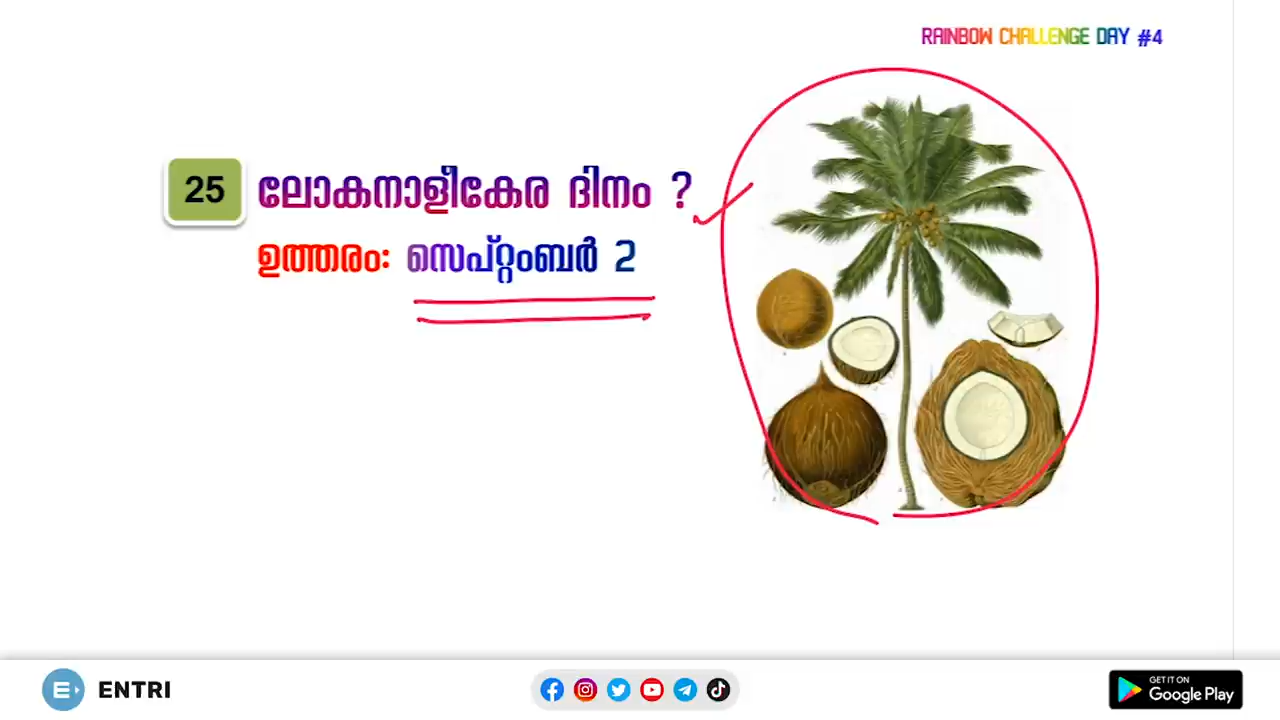 RAINBOW CHALLENGE DAY #4
25 ലോകനാളീകേര ദിനം ?
ഉത്തരം: സെപ്റ്റംബർ 2
ENTRI
GET IT ON
Google Play